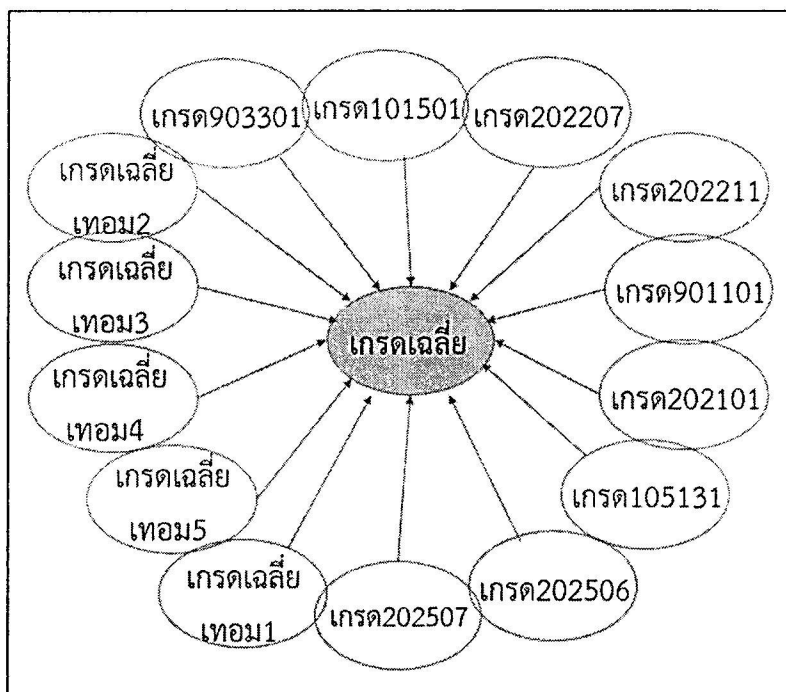 เกรด903301
เกรด101501
เกรด202207
เกรดเฉลี่ย
เทอม2
เกรด202211
เกรดเฉลี่ย
เทอม3
เกรด901101
เกรดเฉลี่ย
เกรดเฉลี่ย
เทอม4
เกรด202101
เกรดเฉลี่ย
เทอม5
เกรด105131
เกรดเฉลี่ย
เทอม1
เกรด202507
เกรด202506